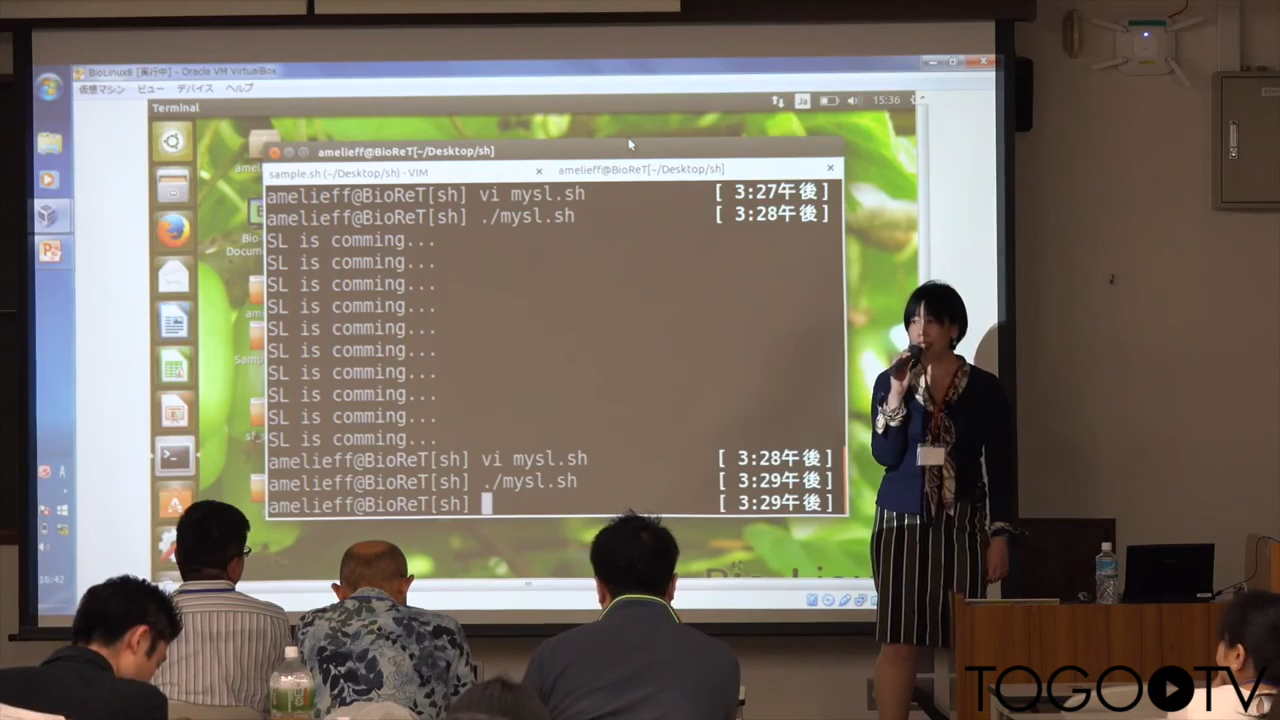 BioLinux8 [実行中] - Oracle VM VirtualBox
仮想マシン ビュー デバイス ヘルプ
Terminal
Ja
15:36
amelieff@BioReT[~/Desktop/sh]
sample.sh (~/Desktop/sh) - VIM
amelieff@BioReT[~/Desktop/sh]
amelieff@BioReT[sh] vi mysl.sh [ 3:27午後]
amelieff@BioReT[sh] ./mysl.sh [ 3:28午後]
SL is comming...
SL is comming...
SL is comming...
SL is comming...
SL is comming...
SL is comming...
SL is comming...
SL is comming...
SL is comming...
SL is comming...
amelieff@BioReT[sh] vi mysl.sh [ 3:28午後]
amelieff@BioReT[sh] ./mysl.sh [ 3:29午後]
amelieff@BioReT[sh] [ 3:29午後]
Docum
16:42
TOGOTV